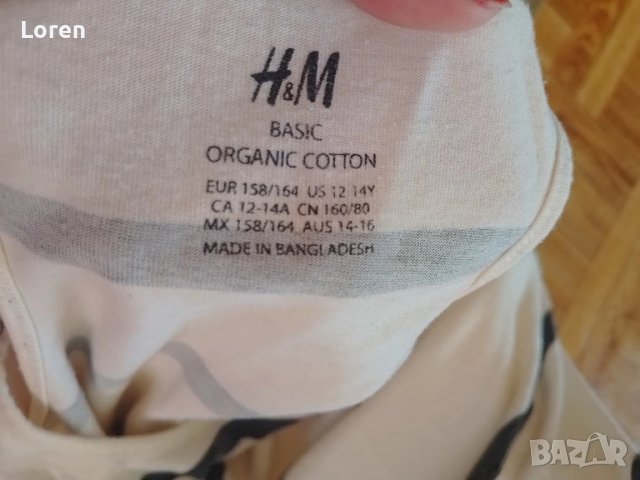 Loren
H&M
BASIC
ORGANIC COTTON
EUR 158/164 US 12-14Y
CA 12-14A CN 160/80
MX 158/164 AUS 14-16
MADE IN BANGLADESH
BAZAR